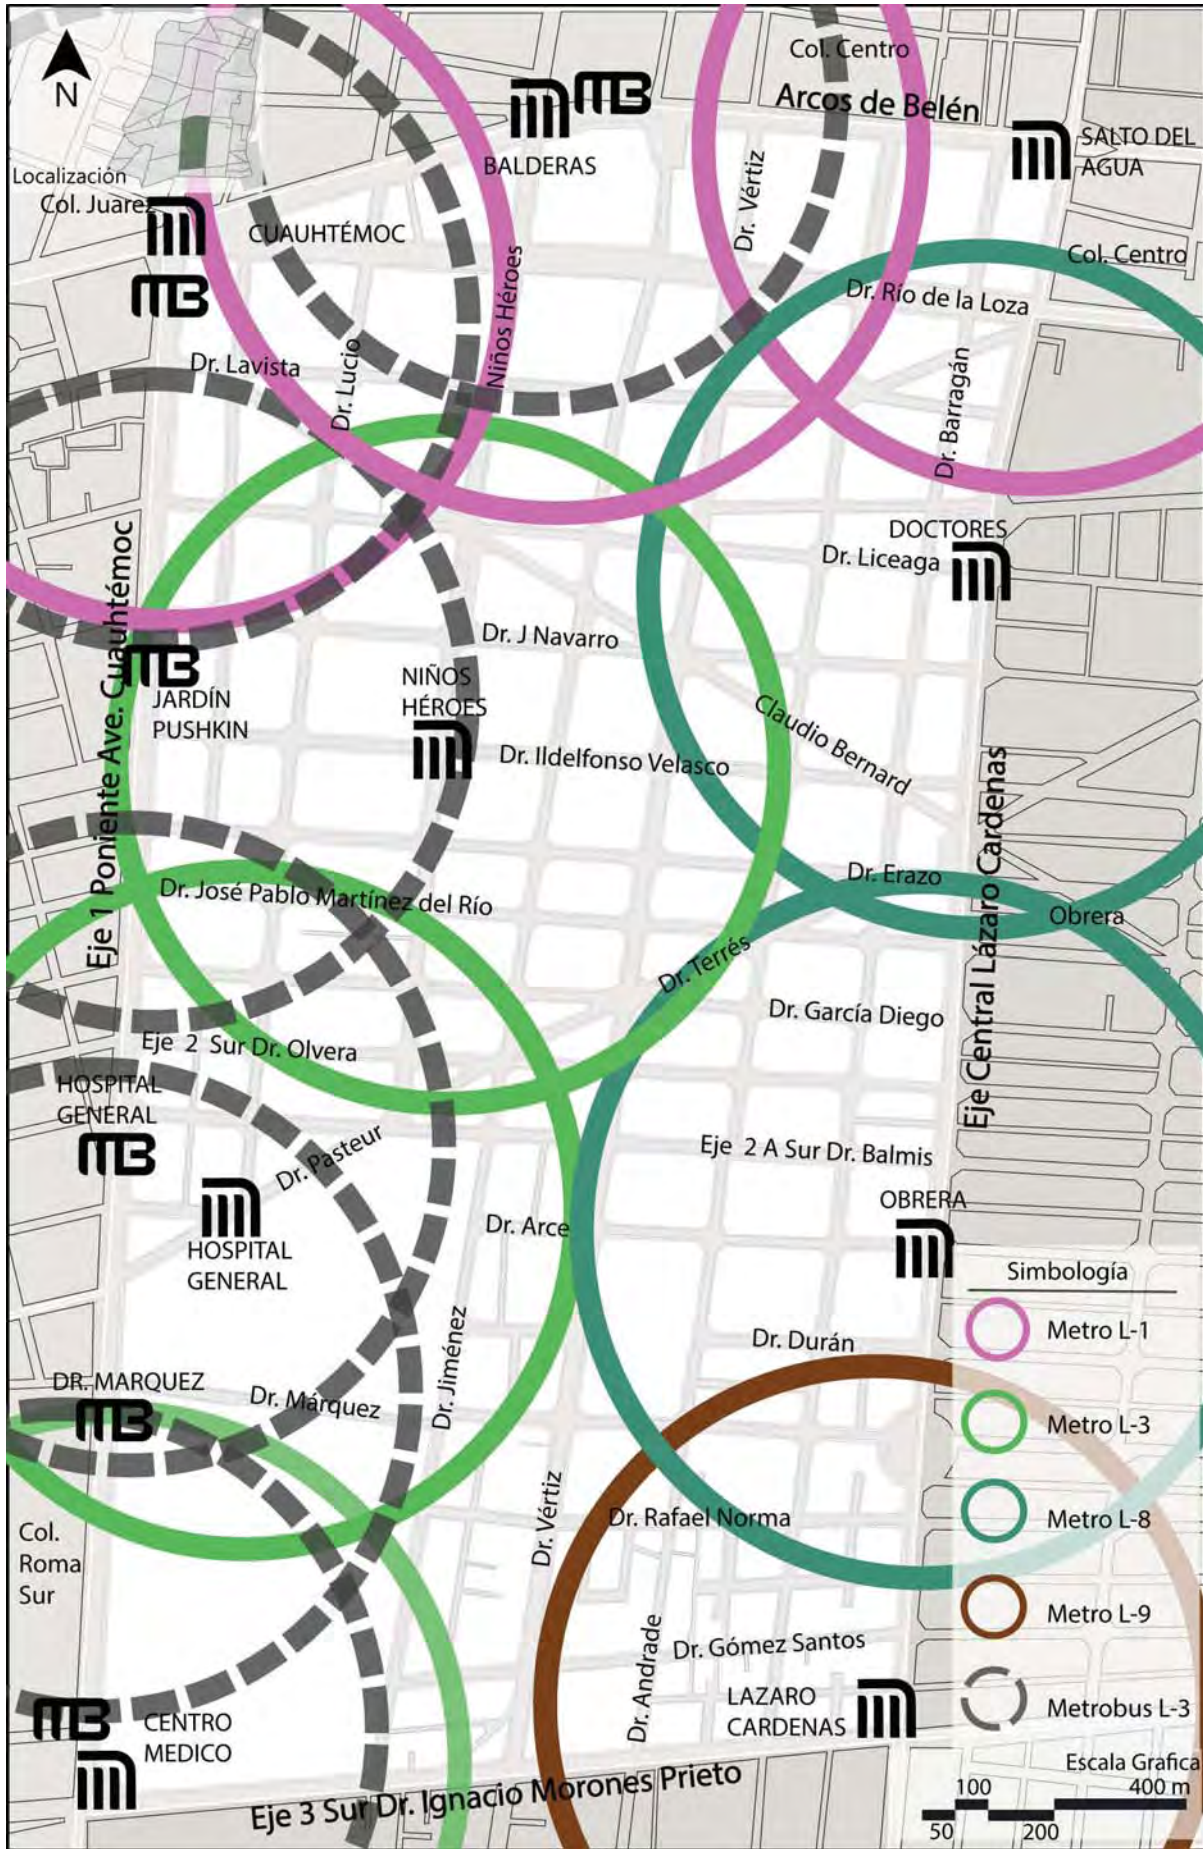 N
Localización
Col. Juarez
Col. Centro
Arcos de Belén
BALDERAS
SALTO DEL
AGUA
CUAUHTÉMOC
Dr. Vértiz
Col. Centro
Dr. Río de la Loza
Niños Héroes
Dr. Lavista
Dr. Lucio
Dr. Barragán
DOCTORES
Dr. Liceaga
Eje 1 Poniente Ave. Cuauhtémoc
Dr. J Navarro
JARDÍN
PUSHKIN
NIÑOS
HÉROES
Dr. Ildelfonso Velasco
Claudio Bernard
Eje Central Lázaro Cardenas
Dr. José Pablo Martínez del Río
Dr. Erazo
Obrera
Dr. Terrés
Dr. García Diego
Eje 2 Sur Dr. Olvera
HOSPITAL
GENERAL
Dr. Pasteur
Eje 2 A Sur Dr. Balmis
HOSPITAL
GENERAL
Dr. Arce
OBRERA
Simbología
Metro L-1
Metro L-3
Metro L-8
Metro L-9
Metrobus L-3
Dr. Durán
DR. MARQUEZ
Dr. Márquez
Dr. Jiménez
Dr. Vértiz
Col.
Roma
Sur
Dr. Rafael Norma
Dr. Andrade
Dr. Gómez Santos
LAZARO
CARDENAS
CENTRO
MEDICO
Eje 3 Sur Dr. Ignacio Morones Prieto
Escala Grafica
100 400 m
50 200